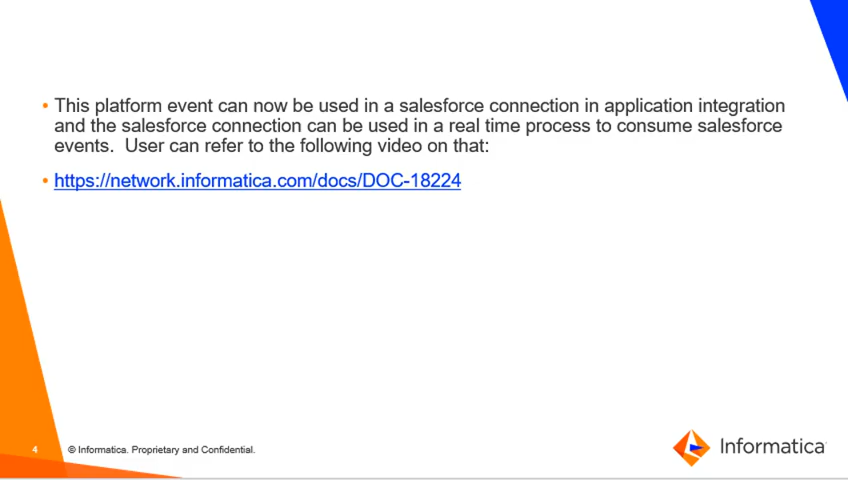 • This platform event can now be used in a salesforce connection in application integration
and the salesforce connection can be used in a real time process to consume salesforce
events.  User can refer to the following video on that:
• https://network.informatica.com/docs/DOC-18224
4 © Informatica. Proprietary and Confidential.
Informatica